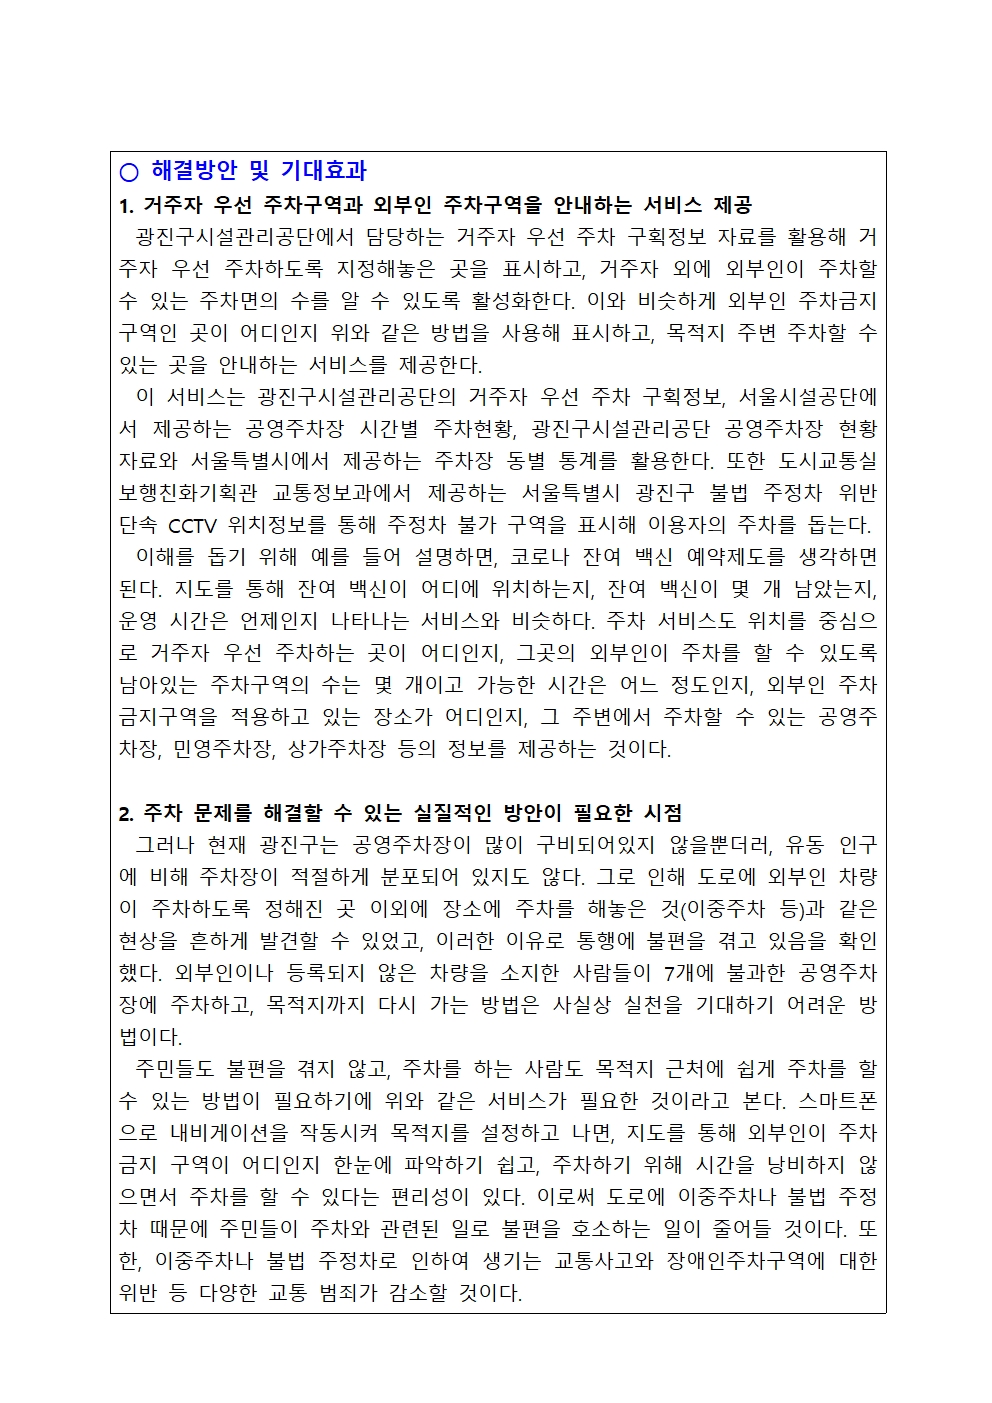 ○ 해결방안 및 기대효과
1. 거주자 우선 주차구역과 외부인 주차구역을 안내하는 서비스 제공
광진구시설관리공단에서 담당하는 거주자 우선 주차 구획정보 자료를 활용해 거
주자 우선 주차하도록 지정해놓은 곳을 표시하고, 거주자 외에 외부인이 주차할
수 있는 주차면의 수를 알 수 있도록 활성화한다. 이와 비슷하게 외부인 주차금지
구역인 곳이 어디인지 위와 같은 방법을 사용해 표시하고, 목적지 주변 주차할 수
있는 곳을 안내하는 서비스를 제공한다.
이 서비스는 광진구시설관리공단의 거주자 우선 주차 구획정보, 서울시설공단에
서 제공하는 공영주차장 시간별 주차현황, 광진구시설관리공단 공영주차장 현황
자료와 서울특별시에서 제공하는 주차장 동별 통계를 활용한다. 또한 도시교통실
보행친화기획관 교통정보과에서 제공하는 서울특별시 광진구 불법 주정차 위반
단속 CCTV 위치정보를 통해 주정차 불가 구역을 표시해 이용자의 주차를 돕는다.
이해를 돕기 위해 예를 들어 설명하면, 코로나 잔여 백신 예약제도를 생각하면
된다. 지도를 통해 잔여 백신이 어디에 위치하는지, 잔여 백신이 몇 개 남았는지,
운영 시간은 언제인지 나타나는 서비스와 비슷하다. 주차 서비스도 위치를 중심으
로 거주자 우선 주차하는 곳이 어디인지, 그곳의 외부인이 주차를 할 수 있도록
남아있는 주차구역의 수는 몇 개이고 가능한 시간은 어느 정도인지, 외부인 주차
금지구역을 적용하고 있는 장소가 어디인지, 그 주변에서 주차할 수 있는 공영주
차장, 민영주차장, 상가주차장 등의 정보를 제공하는 것이다.
2. 주차 문제를 해결할 수 있는 실질적인 방안이 필요한 시점
그러나 현재 광진구는 공영주차장이 많이 구비되어있지 않을뿐더러, 유동 인구
에 비해 주차장이 적절하게 분포되어 있지도 않다. 그로 인해 도로에 외부인 차량
이 주차하도록 정해진 곳 이외에 장소에 주차를 해놓은 것(이중주차 등)과 같은
현상을 흔하게 발견할 수 있었고, 이러한 이유로 통행에 불편을 겪고 있음을 확인
했다. 외부인이나 등록되지 않은 차량을 소지한 사람들이 7개에 불과한 공영주차
장에 주차하고, 목적지까지 다시 가는 방법은 사실상 실천을 기대하기 어려운 방
법이다.
주민들도 불편을 겪지 않고, 주차를 하는 사람도 목적지 근처에 쉽게 주차를 할
수 있는 방법이 필요하기에 위와 같은 서비스가 필요한 것이라고 본다. 스마트폰
으로 내비게이션을 작동시켜 목적지를 설정하고 나면, 지도를 통해 외부인이 주차
금지 구역이 어디인지 한눈에 파악하기 쉽고, 주차하기 위해 시간을 낭비하지 않
으면서 주차를 할 수 있다는 편리성이 있다. 이로써 도로에 이중주차나 불법 주정
차 때문에 주민들이 주차와 관련된 일로 불편을 호소하는 일이 줄어들 것이다. 또
한, 이중주차나 불법 주정차로 인하여 생기는 교통사고와 장애인주차구역에 대한
위반 등 다양한 교통 범죄가 감소할 것이다.